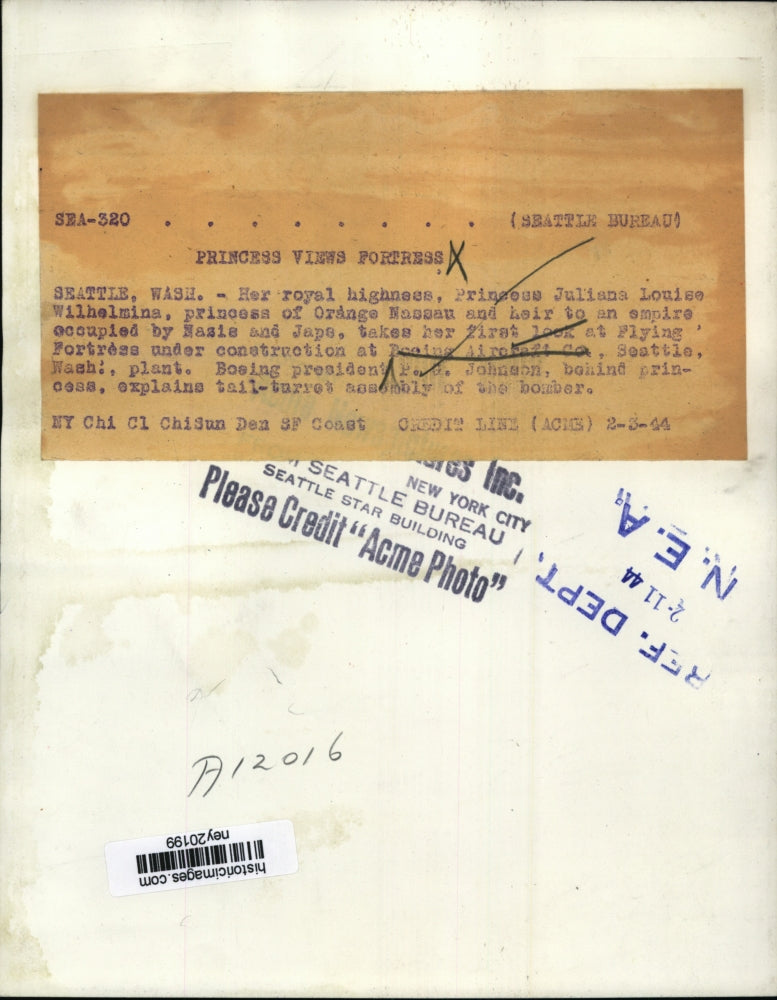 SEA-320 . . . . . . . . . (SEATTLE BUREAU)
PRINCESS VIEWS FORTRESS X
SEATTLE, WASH. - Her royal highness, Princess Juliana Louise
Wilhelmina, princess of Orange Nassau and heir to an empire
occupied by Nazis and Japs, takes her first look at Flying
Fortress under construction at Boeing Aircraft Co., Seattle,
Wash., plant. Boeing president P. G. Johnson, behind prin-
cess, explains tail-turret assembly of the bomber.
NY Chi Cl ChiSun Den SF Coast CREDIT LINE (ACME) 2-3-44
Inc.
NEW YORK CITY
SEATTLE BUREAU
SEATTLE STAR BUILDING
Please Credit "Acme Photo"
N. E. A.
2-11 44
REF. DEPT.
A12016
historicimages.com
ney20199